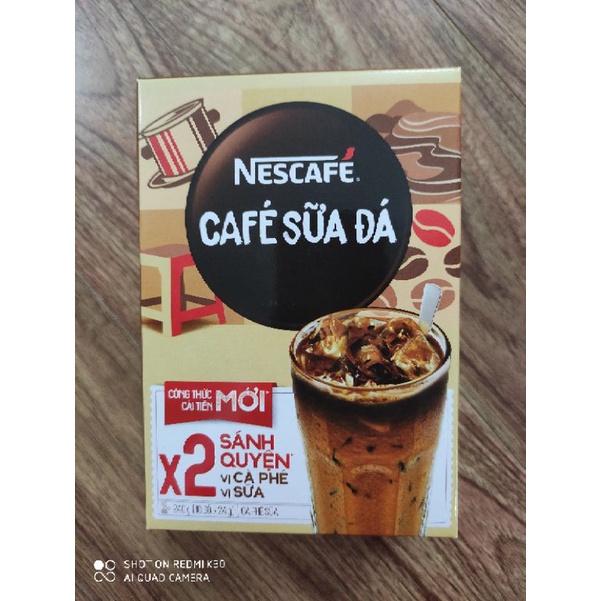 NESCAFÉ
CAFÉ SỮA ĐÁ
CÔNG THỨC
CẢI TIẾN
MỚI
X2
SÁNH
QUYỆN
VỊ CÀ PHÊ
VỊ SỮA
SHOT ON REDMI K30
AI QUAD CAMERA